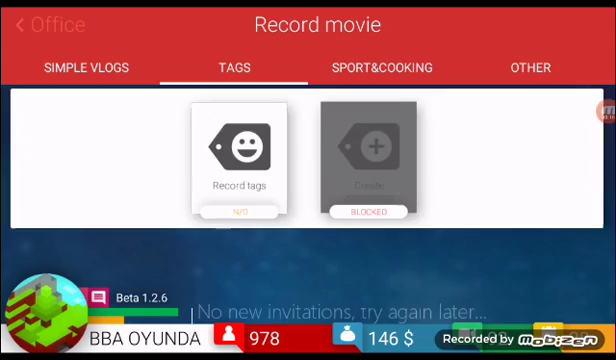 Office
Record movie
SIMPLE VLOGS
TAGS
SPORT&COOKING
OTHER
Record tags
Create
N/D
BLOCKED
Beta 1.2.6
No new invitations, try again later...
BBA OYUNDA
978
146 $
Recorded by MOBIZEN